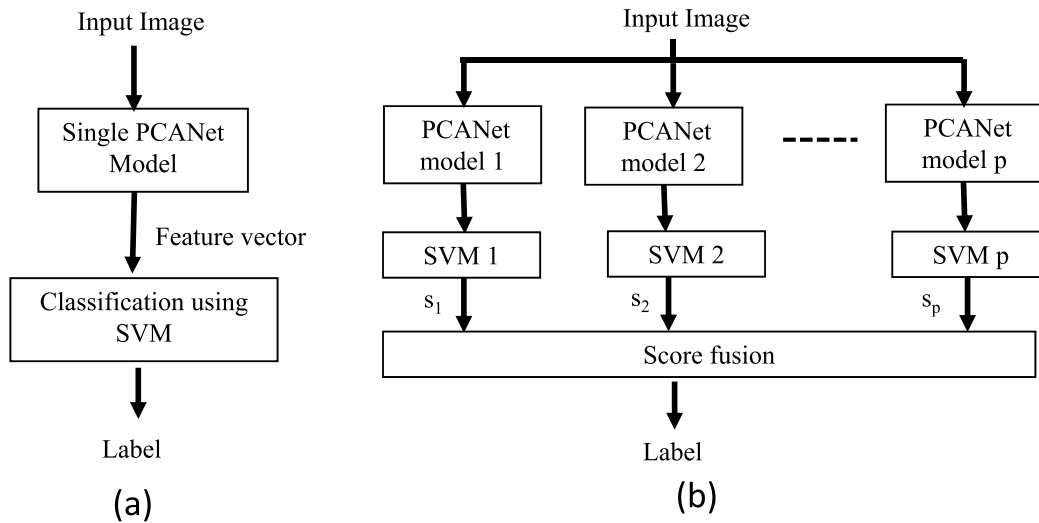 Input Image
Single PCANet
Model
Feature vector
Classification using
SVM
Label
(a)
Input Image
PCANet
model 1
PCANet
model 2
PCANet
model p
SVM 1
SVM 2
SVM p
s1
s2
sp
Score fusion
Label
(b)